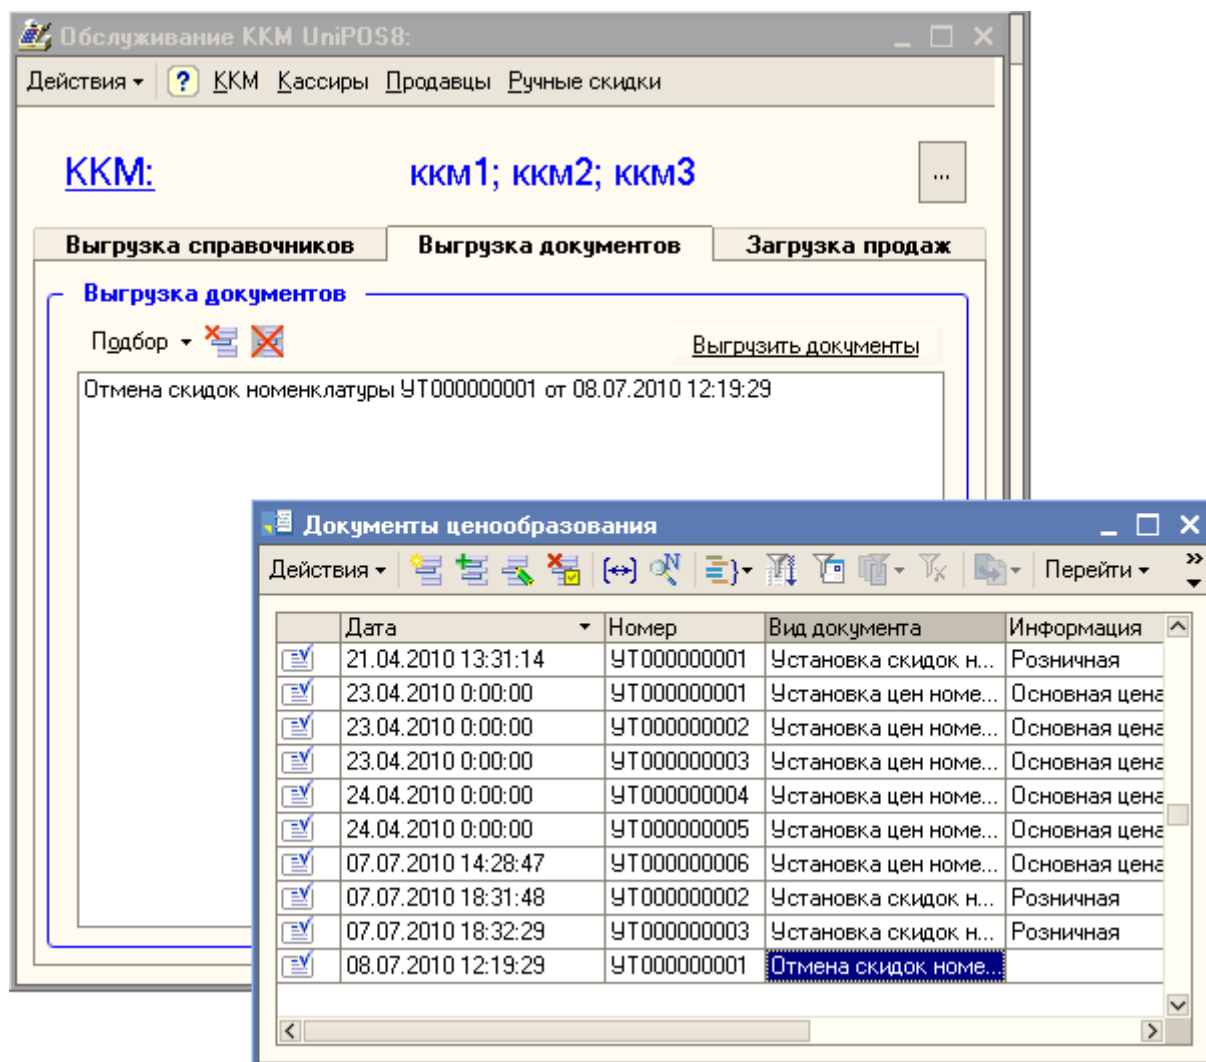 Обслуживание ККМ UniPOS8:
Действия ? ККМ Кассиры Продавцы Ручные скидки
ККМ: ккм1; ккм2; ккм3 ...
Выгрузка справочников Выгрузка документов Загрузка продаж
Выгрузка документов
Подбор Выгрузить документы
Отмена скидок номенклатуры УТ000000001 от 08.07.2010 12:19:29
Документы ценообразования
Действия Перейти
Дата Номер Вид документа Информация
21.04.2010 13:31:14 УТ000000001 Установка скидок н... Розничная
23.04.2010 0:00:00 УТ000000001 Установка цен номе... Основная цена
23.04.2010 0:00:00 УТ000000002 Установка цен номе... Основная цена
23.04.2010 0:00:00 УТ000000003 Установка цен номе... Основная цена
24.04.2010 0:00:00 УТ000000004 Установка цен номе... Основная цена
24.04.2010 0:00:00 УТ000000005 Установка цен номе... Основная цена
07.07.2010 14:28:47 УТ000000006 Установка цен номе... Основная цена
07.07.2010 18:31:48 УТ000000002 Установка скидок н... Розничная
07.07.2010 18:32:29 УТ000000003 Установка скидок н... Розничная
08.07.2010 12:19:29 УТ000000001 Отмена скидок номе...